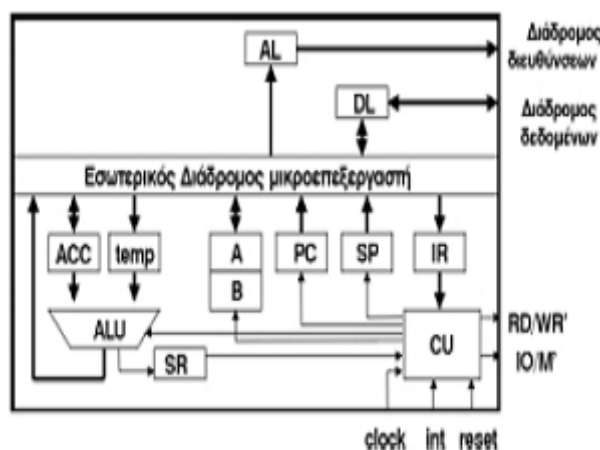 AL
Διάδρομος
διευθύνσεων
DL
Διάδρομος
δεδομένων
Εσωτερικός Διάδρομος μικροεπεξεργαστή
ACC temp A PC SP IR
B
ALU
CU
RD/WR'
SR
IO/M'
clock int reset